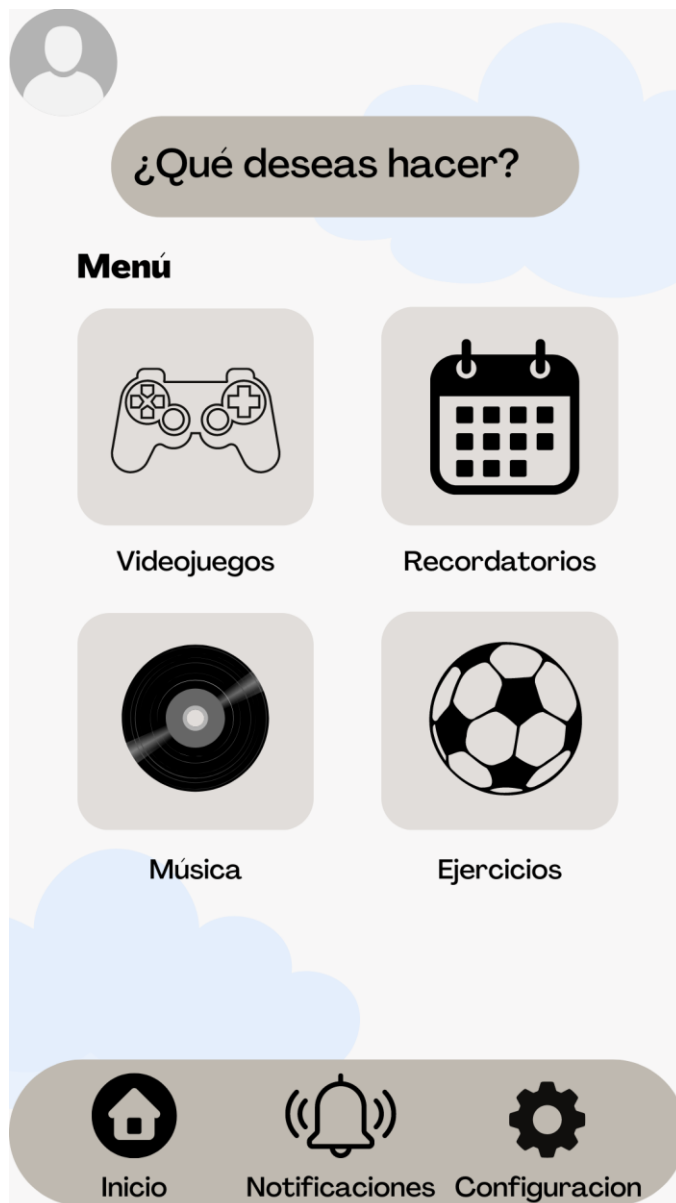 ¿Qué deseas hacer?
Menú
Videojuegos Recordatorios
Música Ejercicios
Inicio Notificaciones Configuracion